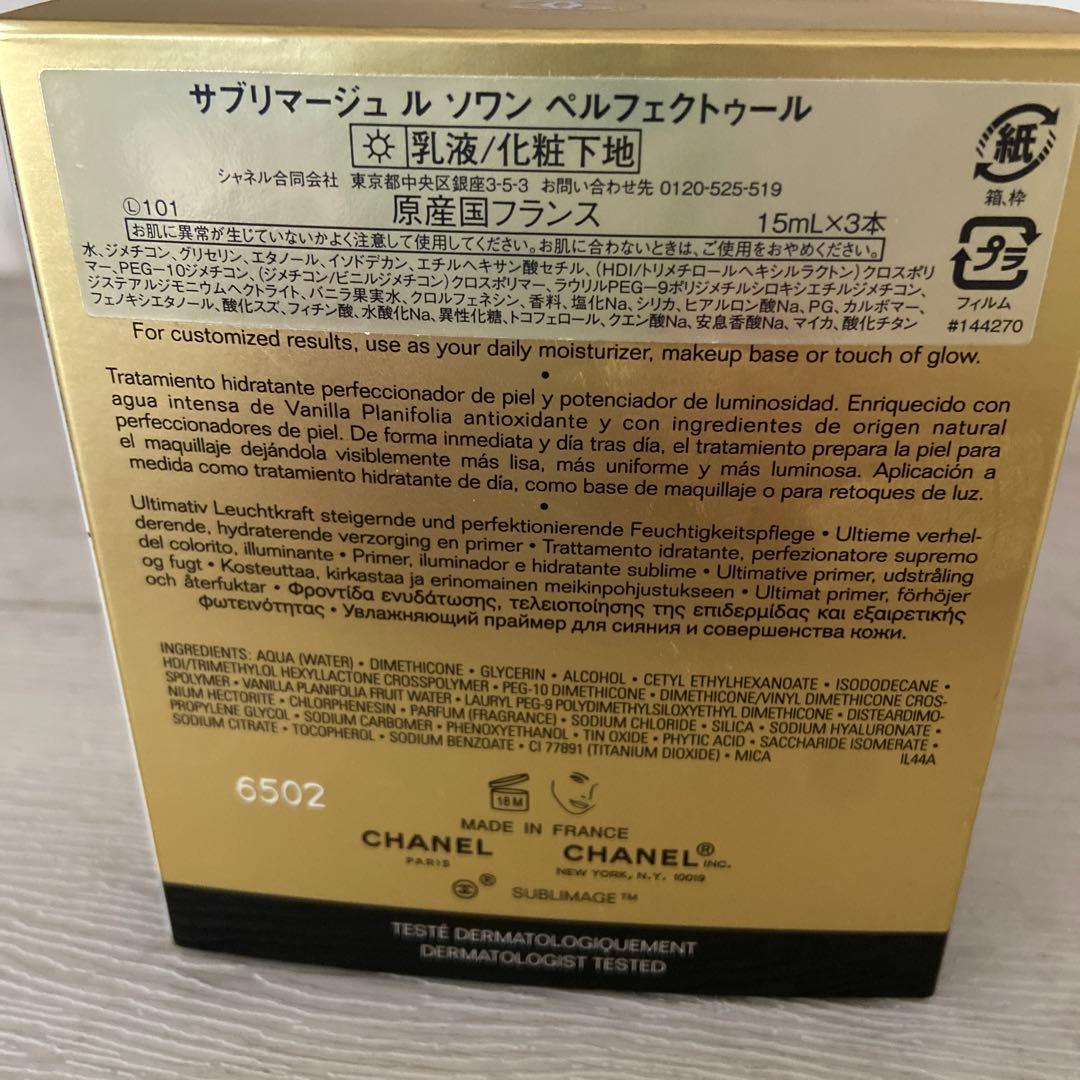 サブリマージュ ル ソワン ペルフェクトゥール
乳液/化粧下地
シャネル合同会社 東京都中央区銀座3-5-3 お問い合わせ先 0120-525-519
Ⓛ101 原産国フランス 15mL×3本
お肌に異常が生じていないかよく注意して使用してください。お肌に合わないときは、ご使用をおやめください。
水、ジメチコン、グリセリン、エタノール、イソドデカン、エチルヘキサン酸セチル、(HDI/トリメチロールヘキシルラクトン)クロスポリ
マー、PEG-10ジメチコン、(ジメチコン/ビニルジメチコン)クロスポリマー、ラウリルPEG-9ポリジメチルシロキシエチルジメチコン、
ジステアルジモニウムヘクトライト、バニラ果実水、クロルフェネシン、香料、塩化Na、シリカ、ヒアルロン酸Na、PG、カルボマー、
フェノキシエタノール、酸化スズ、フィチン酸、水酸化Na、異性化糖、トコフェロール、クエン酸Na、安息香酸Na、マイカ、酸化チタン
紙
箱、枠
プラ
フィルム
#144270
For customized results, use as your daily moisturizer, makeup base or touch of glow.
•
Tratamiento hidratante perfeccionador de piel y potenciador de luminosidad. Enriquecido con
agua intensa de Vanilla Planifolia antioxidante y con ingredientes de origen natural
perfeccionadores de piel. De forma inmediata y día tras día, el tratamiento prepara la piel para
el maquillaje dejándola visiblemente más lisa, más uniforme y más luminosa. Aplicación a
medida como tratamiento hidratante de día, como base de maquillaje o para retoques de luz.
•
Ultimativ Leuchtkraft steigernde und perfektionierende Feuchtigkeitspflege • Ultieme verhel-
derende, hydraterende verzorging en primer • Trattamento idratante, perfezionatore supremo
del colorito, illuminante • Primer, iluminador e hidratante sublime • Ultimative primer, udstråling
og fugt • Kosteuttaa, kirkastaa ja erinomainen meikinpohjustukseen • Ultimat primer, förhöjer
och återfuktar • Φροντίδα ενυδάτωσης, τελειοποίησης της επιδερμίδας και εξαιρετικής
φωτεινότητας • Увлажняющий праймер для сияния и совершенства кожи.
INGREDIENTS: AQUA (WATER) • DIMETHICONE • GLYCERIN • ALCOHOL • CETYL ETHYLHEXANOATE • ISODODECANE •
HDI/TRIMETHYLOL HEXYLLACTONE CROSSPOLYMER • PEG-10 DIMETHICONE • DIMETHICONE/VINYL DIMETHICONE CROS-
SPOLYMER • VANILLA PLANIFOLIA FRUIT WATER • LAURYL PEG-9 POLYDIMETHYLSILOXYETHYL DIMETHICONE • DISTEARDIMO-
NIUM HECTORITE • CHLORPHENESIN • PARFUM (FRAGRANCE) • SODIUM CHLORIDE • SILICA • SODIUM HYALURONATE •
PROPYLENE GLYCOL • SODIUM CARBOMER • PHENOXYETHANOL • TIN OXIDE • PHYTIC ACID • SACCHARIDE ISOMERATE •
SODIUM CITRATE • TOCOPHEROL • SODIUM BENZOATE • CI 77891 (TITANIUM DIOXIDE) • MICA IL44A
6502
18M
MADE IN FRANCE
CHANEL CHANEL® INC.
PARIS NEW YORK, N.Y. 10019
® SUBLIMAGE™
TESTÉ DERMATOLOGIQUEMENT
DERMATOLOGIST TESTED